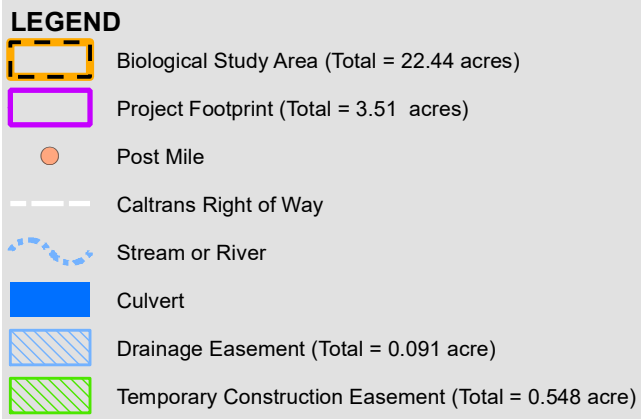 LEGEND
Biological Study Area (Total = 22.44 acres)
Project Footprint (Total = 3.51 acres)
Post Mile
Caltrans Right of Way
Stream or River
Culvert
Drainage Easement (Total = 0.091 acre)
Temporary Construction Easement (Total = 0.548 acre)